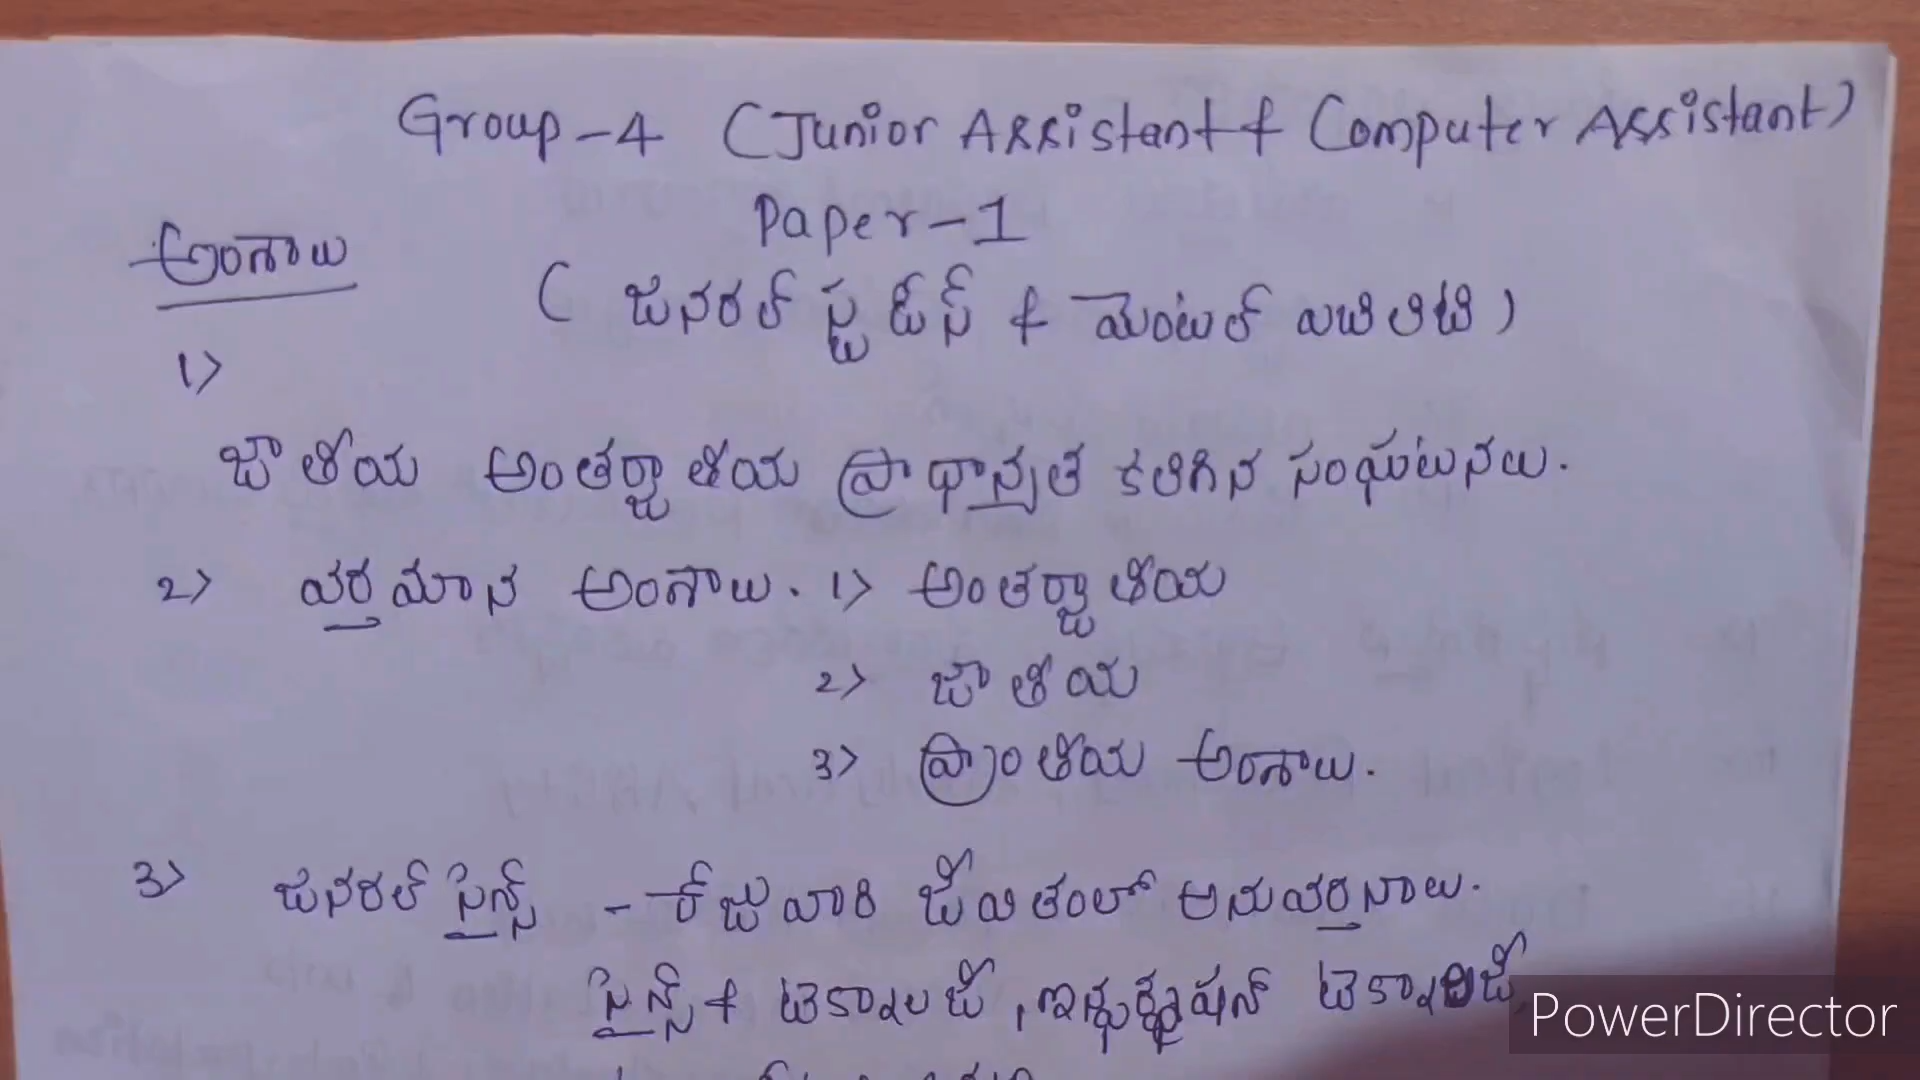 Group-4 (Junior Assistant & Computer Assistant)
Paper-1
అంశాలు
(జనరల్ స్టడీస్ & మెంటల్ ఎబిలిటి)
1>
జాతీయ అంతర్జాతీయ ప్రాధాన్యత కలిగిన సంఘటనలు.
2> వర్తమాన అంశాలు. 1> అంతర్జాతీయ
2> జాతీయ
3> ప్రాంతీయ అంశాలు.
3> జనరల్ సైన్స్ - రోజువారి జీవితంలో అనువర్తనాలు.
సైన్స్ & టెక్నాలజీ, ఇన్ఫర్మేషన్ టెక్నాలజీ,
PowerDirector